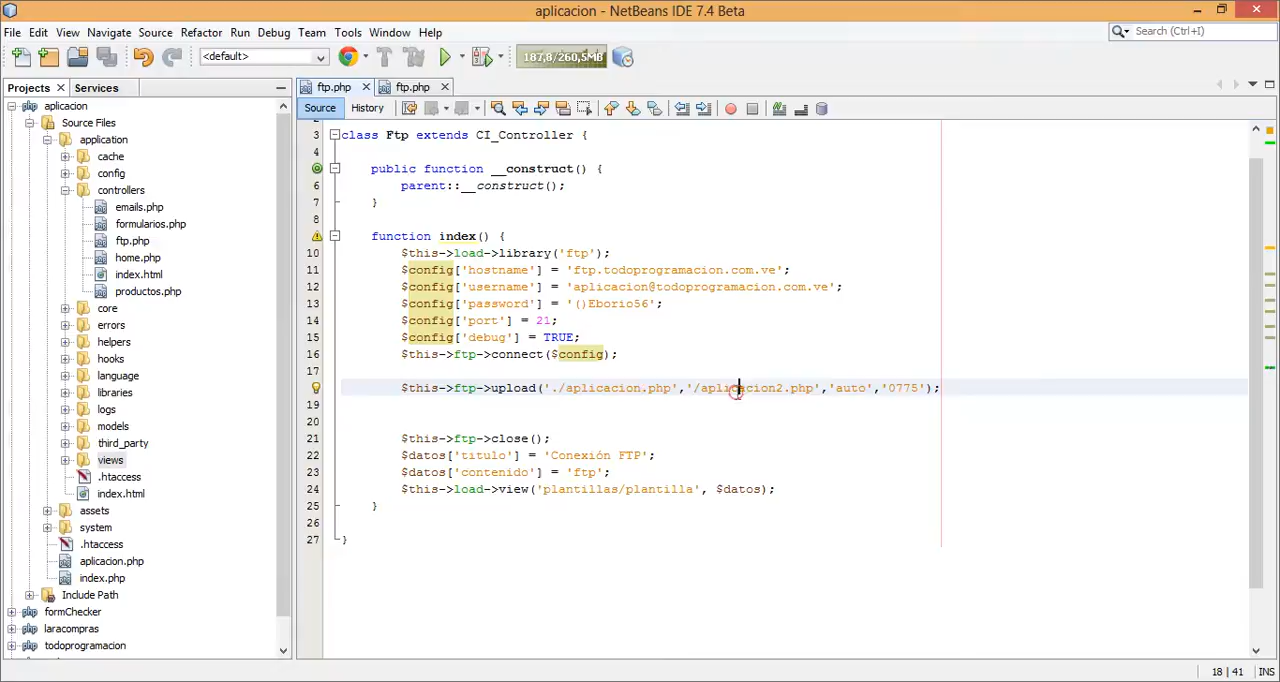 aplicacion - NetBeans IDE 7.4 Beta
File Edit View Navigate Source Refactor Run Debug Team Tools Window Help
Search (Ctrl+I)
<default>
187,8/260,5MB
Projects
Services
ftp.php
ftp.php
Source
History
aplicacion
Source Files
application
cache
config
controllers
emails.php
formularios.php
ftp.php
home.php
index.html
productos.php
core
errors
helpers
hooks
language
libraries
logs
models
third_party
views
.htaccess
index.html
assets
system
.htaccess
aplicacion.php
index.php
Include Path
formChecker
laracompras
todoprogramacion
3 class Ftp extends CI_Controller {
4
public function __construct() {
6 parent::__construct();
7 }
8
function index() {
10 $this->load->library('ftp');
11 $config['hostname'] = 'ftp.todoprogramacion.com.ve';
12 $config['username'] = 'aplicacion@todoprogramacion.com.ve';
13 $config['password'] = '()Eborio56';
14 $config['port'] = 21;
15 $config['debug'] = TRUE;
16 $this->ftp->connect($config);
17
$this->ftp->upload('./aplicacion.php','/aplicacion2.php','auto','0775');
19
20
21 $this->ftp->close();
22 $datos['titulo'] = 'Conexión FTP';
23 $datos['contenido'] = 'ftp';
24 $this->load->view('plantillas/plantilla', $datos);
25 }
26
27 }
18 | 41 INS